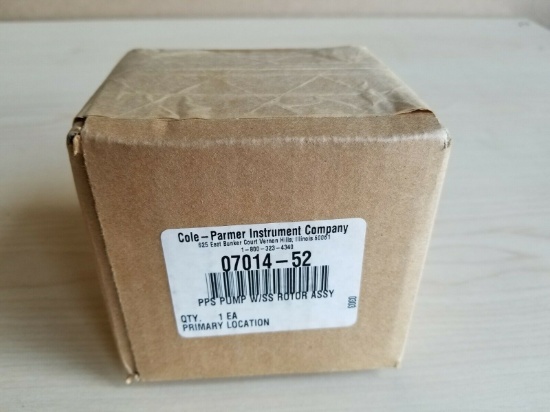 Cole-Parmer Instrument Company
625 East Bunker Court Vernon Hills, Illinois 60061
1-800-323-4340
07014-52
PPS PUMP W/SS ROTOR ASSY
QTY. 1 EA
PRIMARY LOCATION